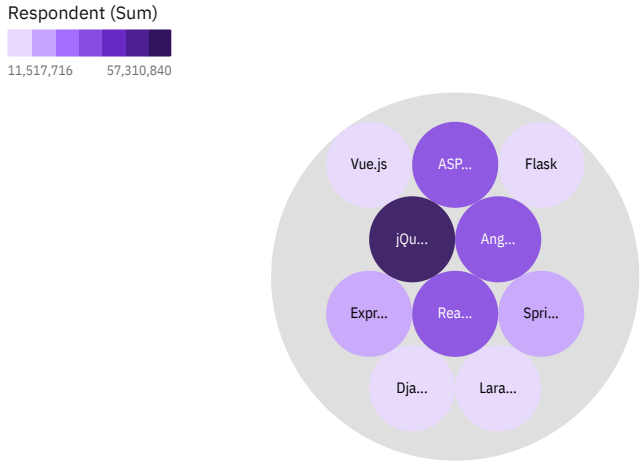 Respondent (Sum)
11,517,716 57,310,840
Vue.js ASP... Flask
jQu... Ang...
Expr... Rea... Spri...
Dja... Lara...